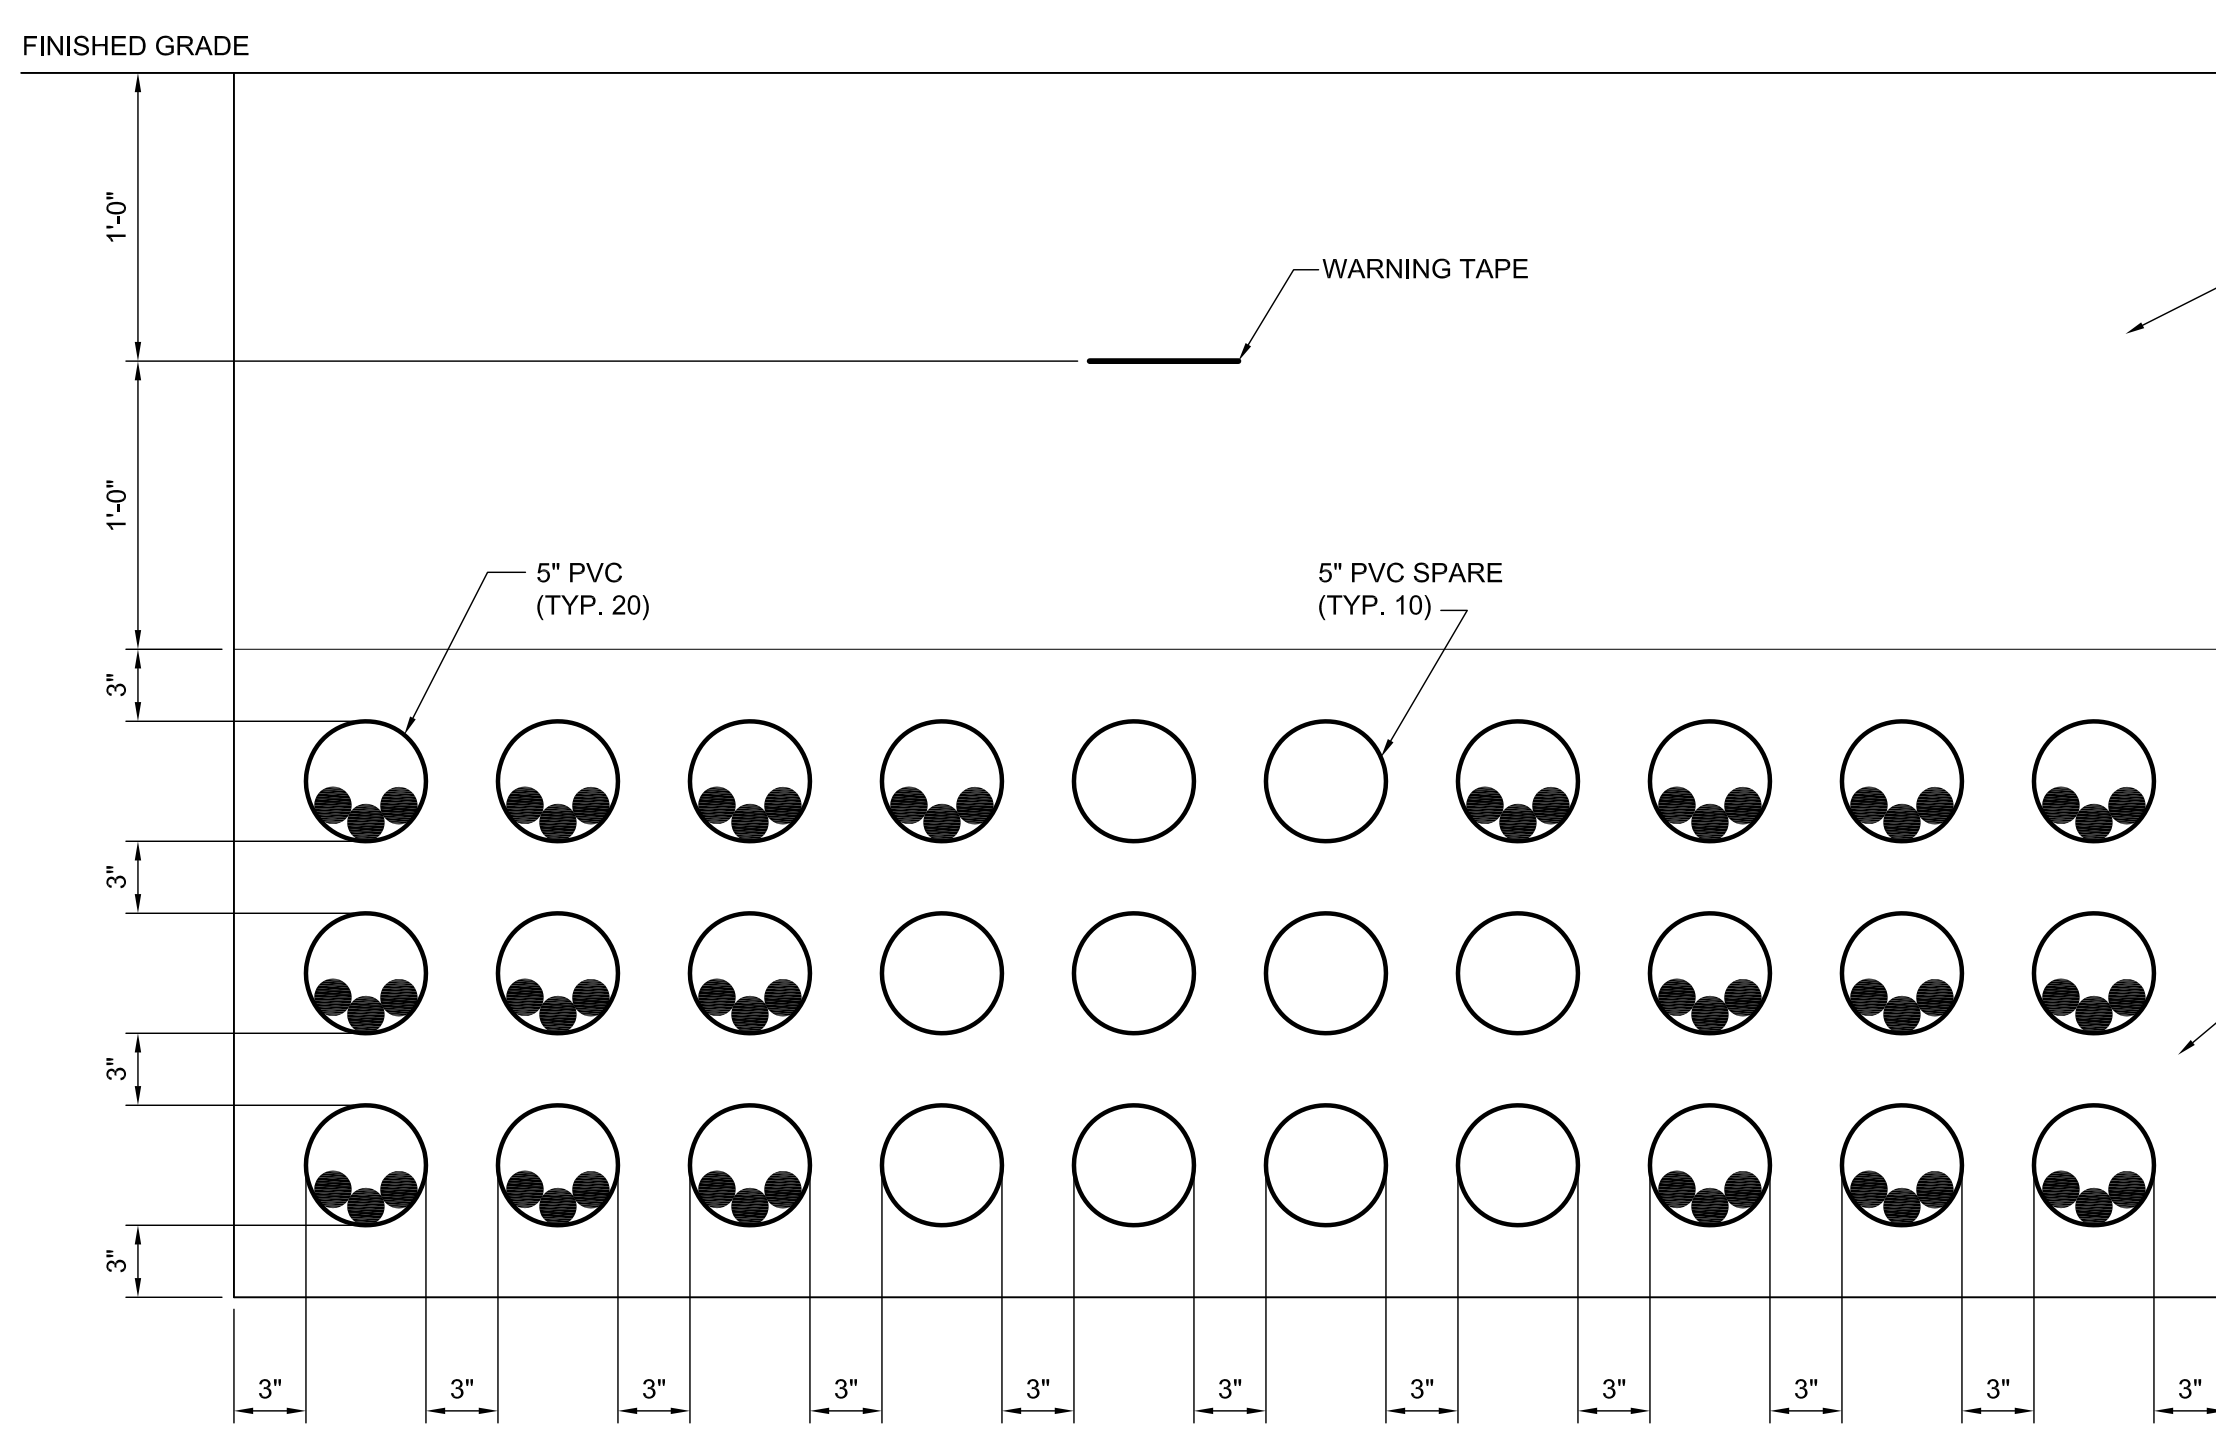 FINISHED GRADE
1'-0"
WARNING TAPE
1'-0"
5" PVC
(TYP. 20)
5" PVC SPARE
(TYP. 10)
3"
3"
3"
3"
3" 3" 3" 3" 3" 3" 3" 3" 3" 3" 3"